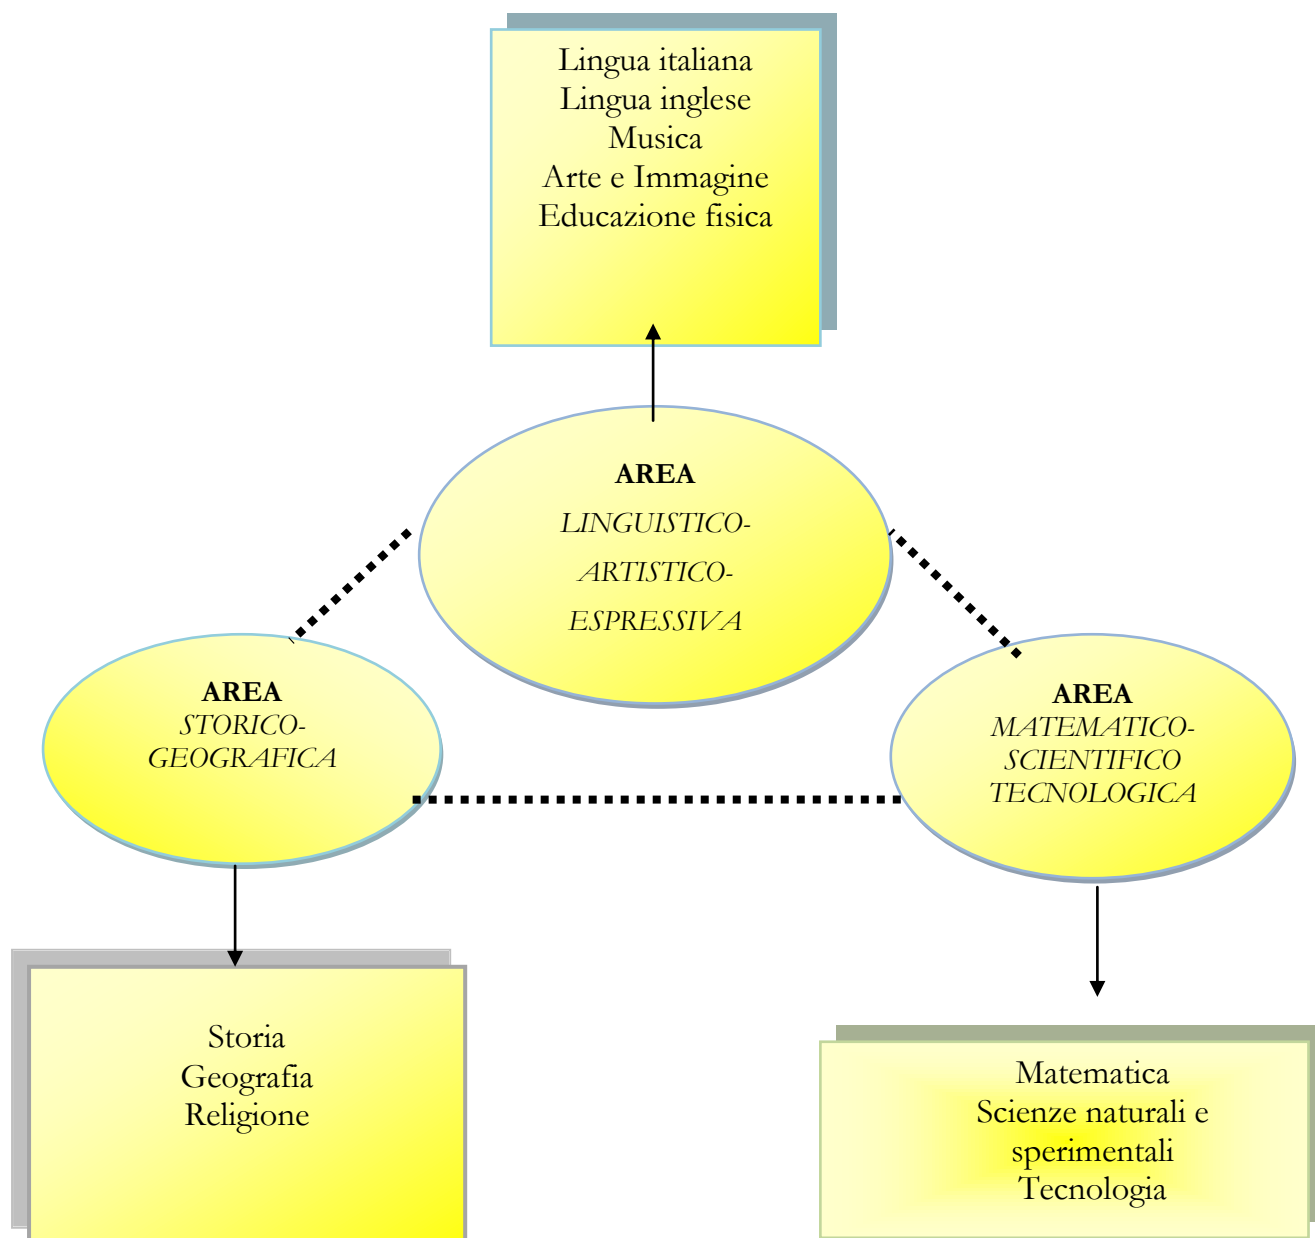 Lingua italiana
Lingua inglese
Musica
Arte e Immagine
Educazione fisica
AREA
LINGUISTICO-
ARTISTICO-
ESPRESSIVA
AREA
STORICO-
GEOGRAFICA
AREA
MATEMATICO-
SCIENTIFICO
TECNOLOGICA
Storia
Geografia
Religione
Matematica
Scienze naturali e
sperimentali
Tecnologia